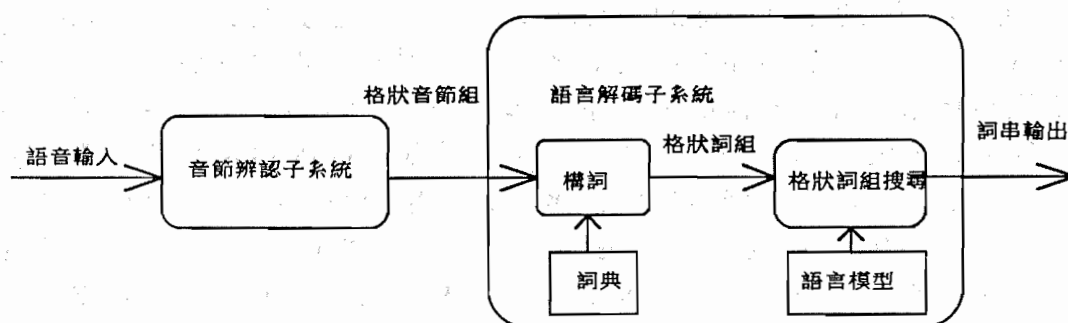 語音輸入
音節辨認子系統
格狀音節組
語言解碼子系統
構詞
詞典
格狀詞組
格狀詞組搜尋
語言模型
詞串輸出